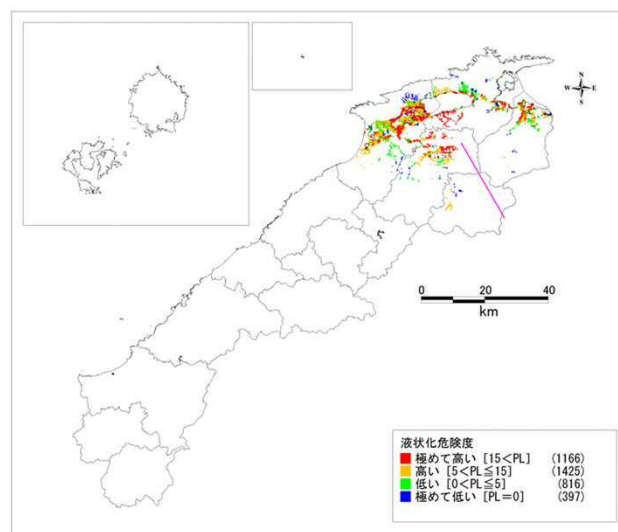 N
W E
S
0 20 40
km
液状化危険度
極めて高い [15<PL] (1166)
高い [5<PL≦15] (1425)
低い [0<PL≦5] (816)
極めて低い [PL=0] (397)